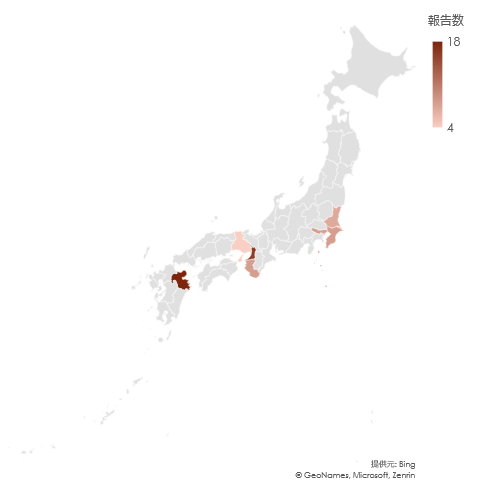 報告数
18
4
提供元: Bing
© GeoNames, Microsoft, Zenrin